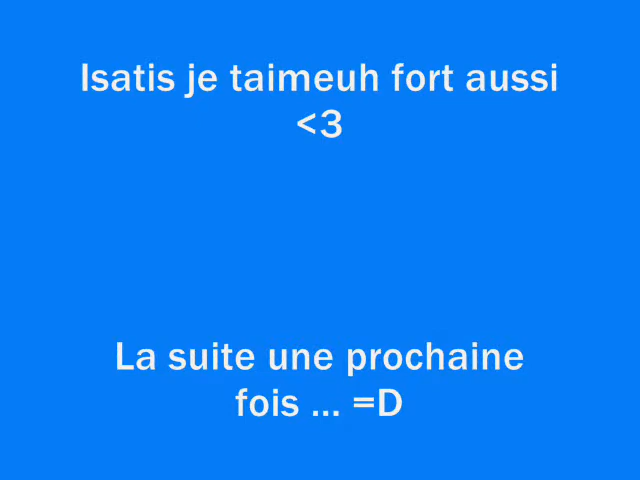 Isatis je taimeuh fort aussi
<3
La suite une prochaine
fois ... =D